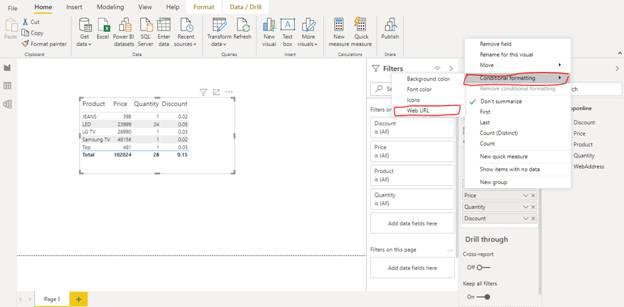 File Home Insert Modeling View Help Format Data / Drill
Paste
Cut
Copy
Format painter
Clipboard
Get data
Excel
Power BI datasets
SQL Server
Enter data
Recent sources
Data
Transform data
Refresh
Queries
New visual
Text box
More visuals
Insert
New measure
Quick measure
Calculations
Publish
Share
Product Price Quantity Discount
JEANS 398 1 0.02
LED 23999 24 0.05
LG TV 28990 1 0.03
Samsung TV 48156 1 0.02
Top 481 1 0.03
Total 102024 28 0.15
Filters
Filters on
Discount
is (All)
Price
is (All)
Product
is (All)
Quantity
is (All)
Add data fields here
Filters on this page
Add data fields here
Background color
Font color
Icons
Web URL
Remove field
Rename for this visual
Move
Conditional formatting
Remove conditional formatting
Don't summarize
First
Last
Count (Distinct)
Count
New quick measure
Show items with no data
New group
Price
Quantity
Discount
Drill through
Cross-report
Off
Keep all filters
On
Discount
Price
Product
Quantity
WebAddress
Page 5